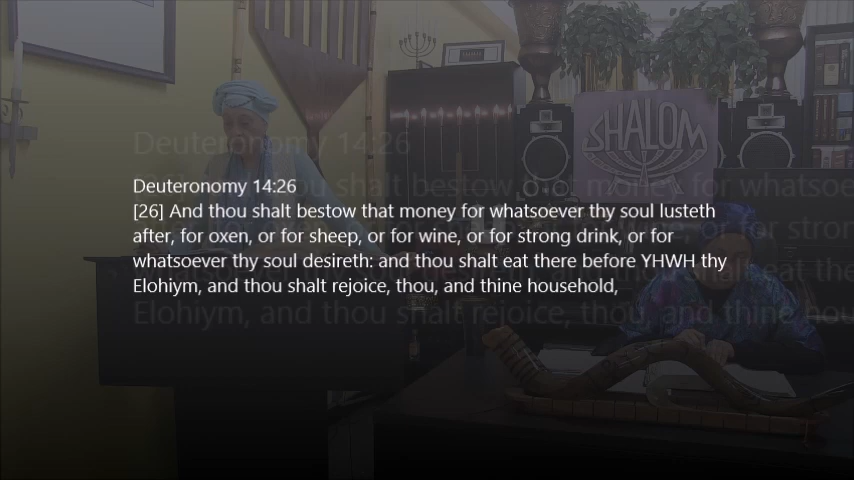 Deuteronomy 14:26
[26] And thou shalt bestow that money for whatsoever thy soul lusteth
after, for oxen, or for sheep, or for wine, or for strong drink, or for
whatsoever thy soul desireth: and thou shalt eat there before YHWH thy
Elohiym, and thou shalt rejoice, thou, and thine household,
SHALOM